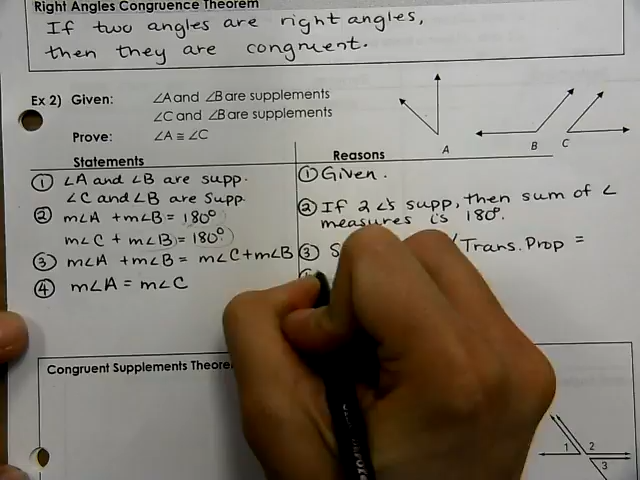 Right Angles Congruence Theorem
If two angles are right angles,
then they are congruent.
Ex 2) Given: ∠A and ∠B are supplements
∠C and ∠B are supplements
Prove: ∠A ≅ ∠C
A
B
C
Statements
Reasons
① ∠A and ∠B are supp.
∠C and ∠B are supp.
① Given.
② m∠A + m∠B = 180°
m∠C + m∠B = 180°
② If 2 ∠'s supp, then sum of ∠
measures is 180°.
③ m∠A + m∠B = m∠C + m∠B
③ S / Trans. Prop =
④ m∠A = m∠C
Congruent Supplements
1
2
3